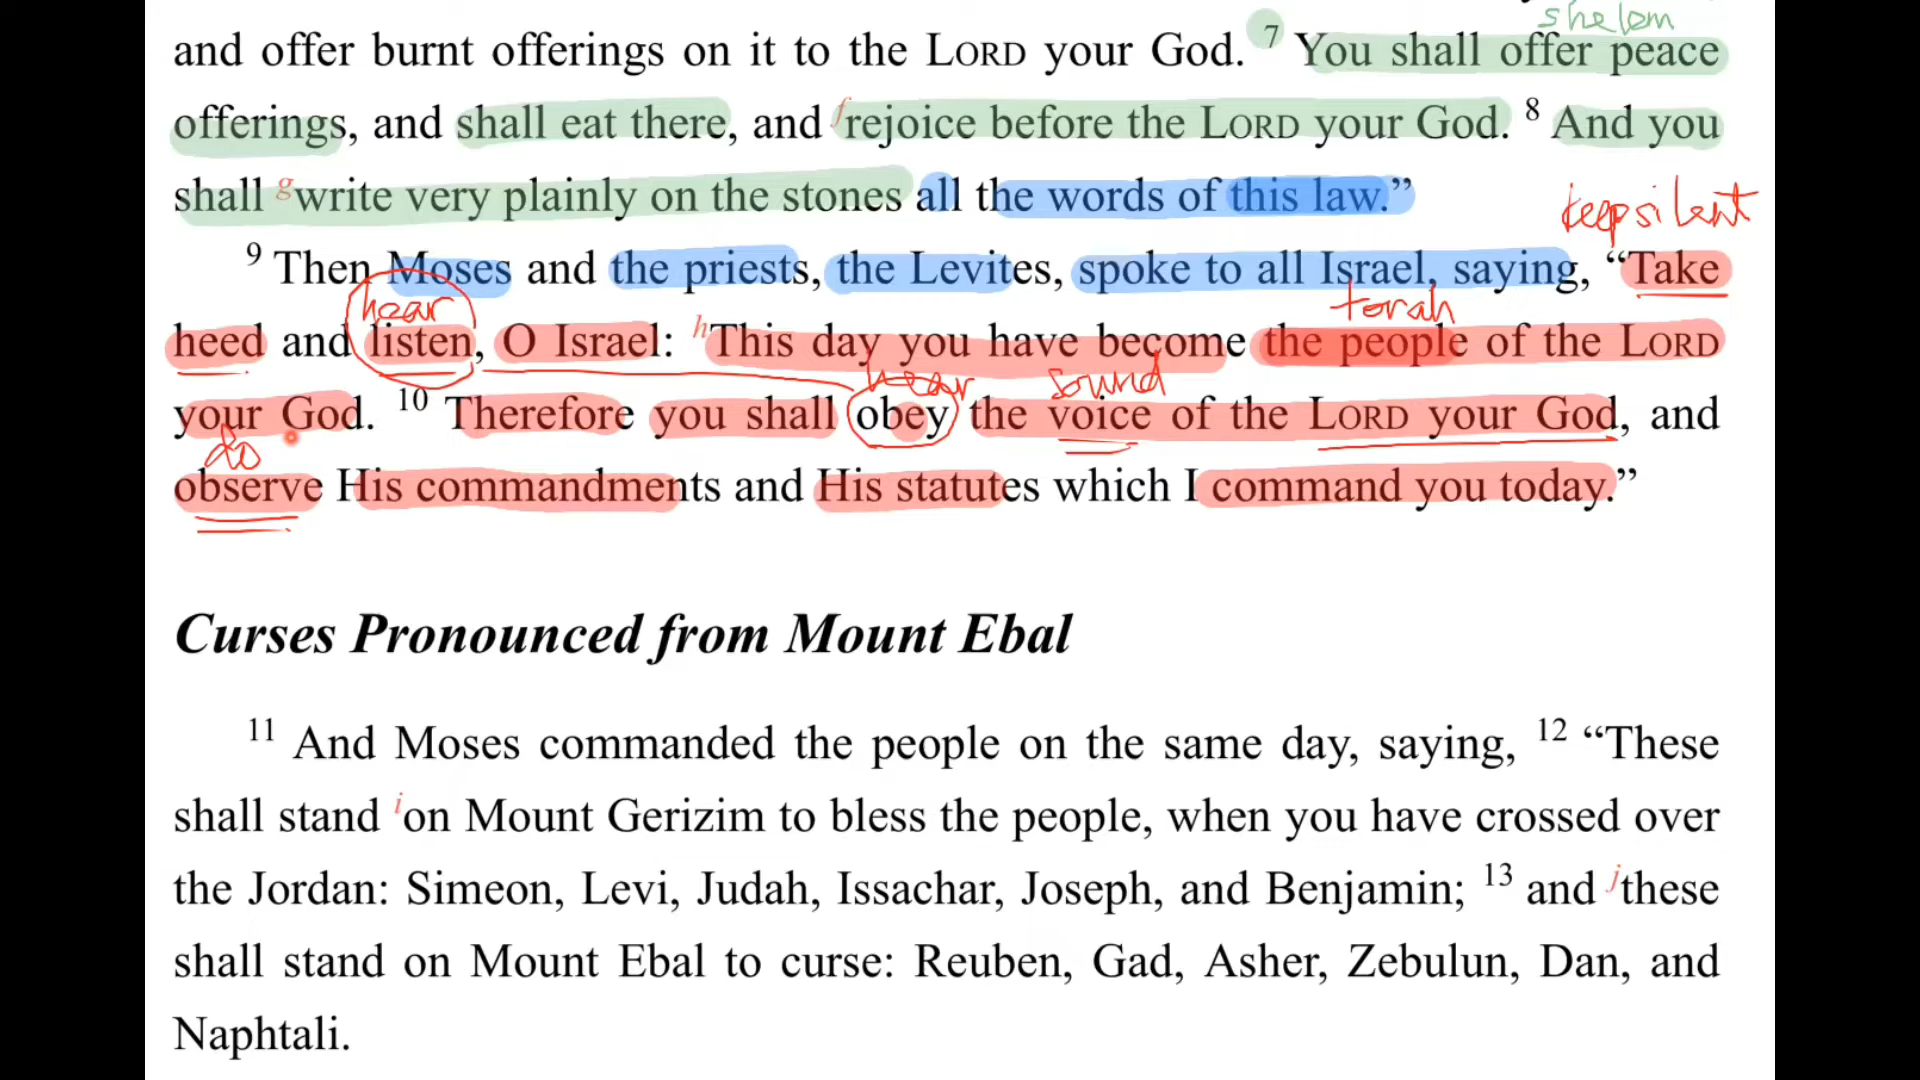 shelom
and offer burnt offerings on it to the LORD your God. 7 You shall offer peace
offerings, and shall eat there, and f rejoice before the LORD your God. 8 And you
shall g write very plainly on the stones all the words of this law.”
keep silent
9 Then Moses and the priests, the Levites, spoke to all Israel, saying, “Take
hear torah
heed and listen, O Israel: h This day you have become the people of the LORD
hear sound
your God. 10 Therefore you shall obey the voice of the LORD your God, and
do
observe His commandments and His statutes which I command you today.”
Curses Pronounced from Mount Ebal
11 And Moses commanded the people on the same day, saying, 12 “These
shall stand i on Mount Gerizim to bless the people, when you have crossed over
the Jordan: Simeon, Levi, Judah, Issachar, Joseph, and Benjamin; 13 and j these
shall stand on Mount Ebal to curse: Reuben, Gad, Asher, Zebulun, Dan, and
Naphtali.